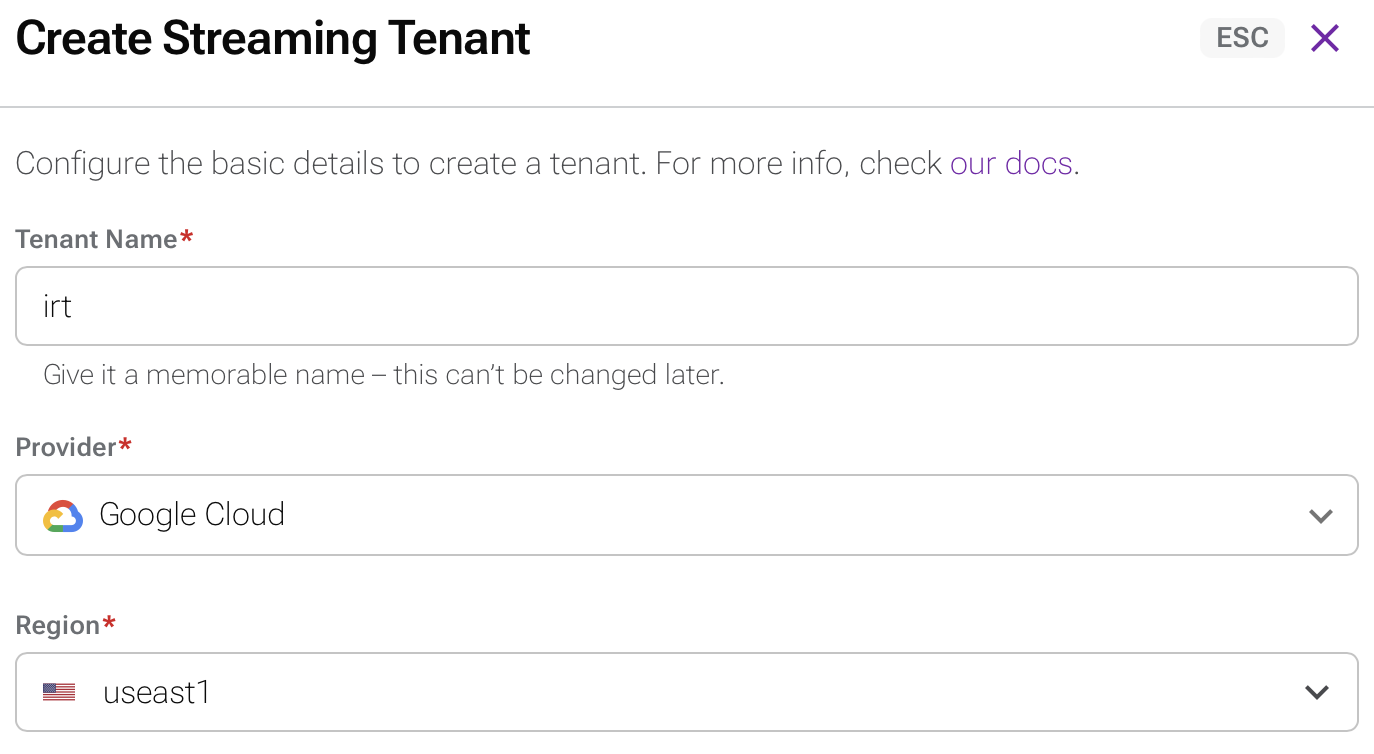 Create Streaming Tenant
ESC
Configure the basic details to create a tenant. For more info, check our docs.
Tenant Name*
irt
Give it a memorable name – this can’t be changed later.
Provider*
Google Cloud
Region*
useast1